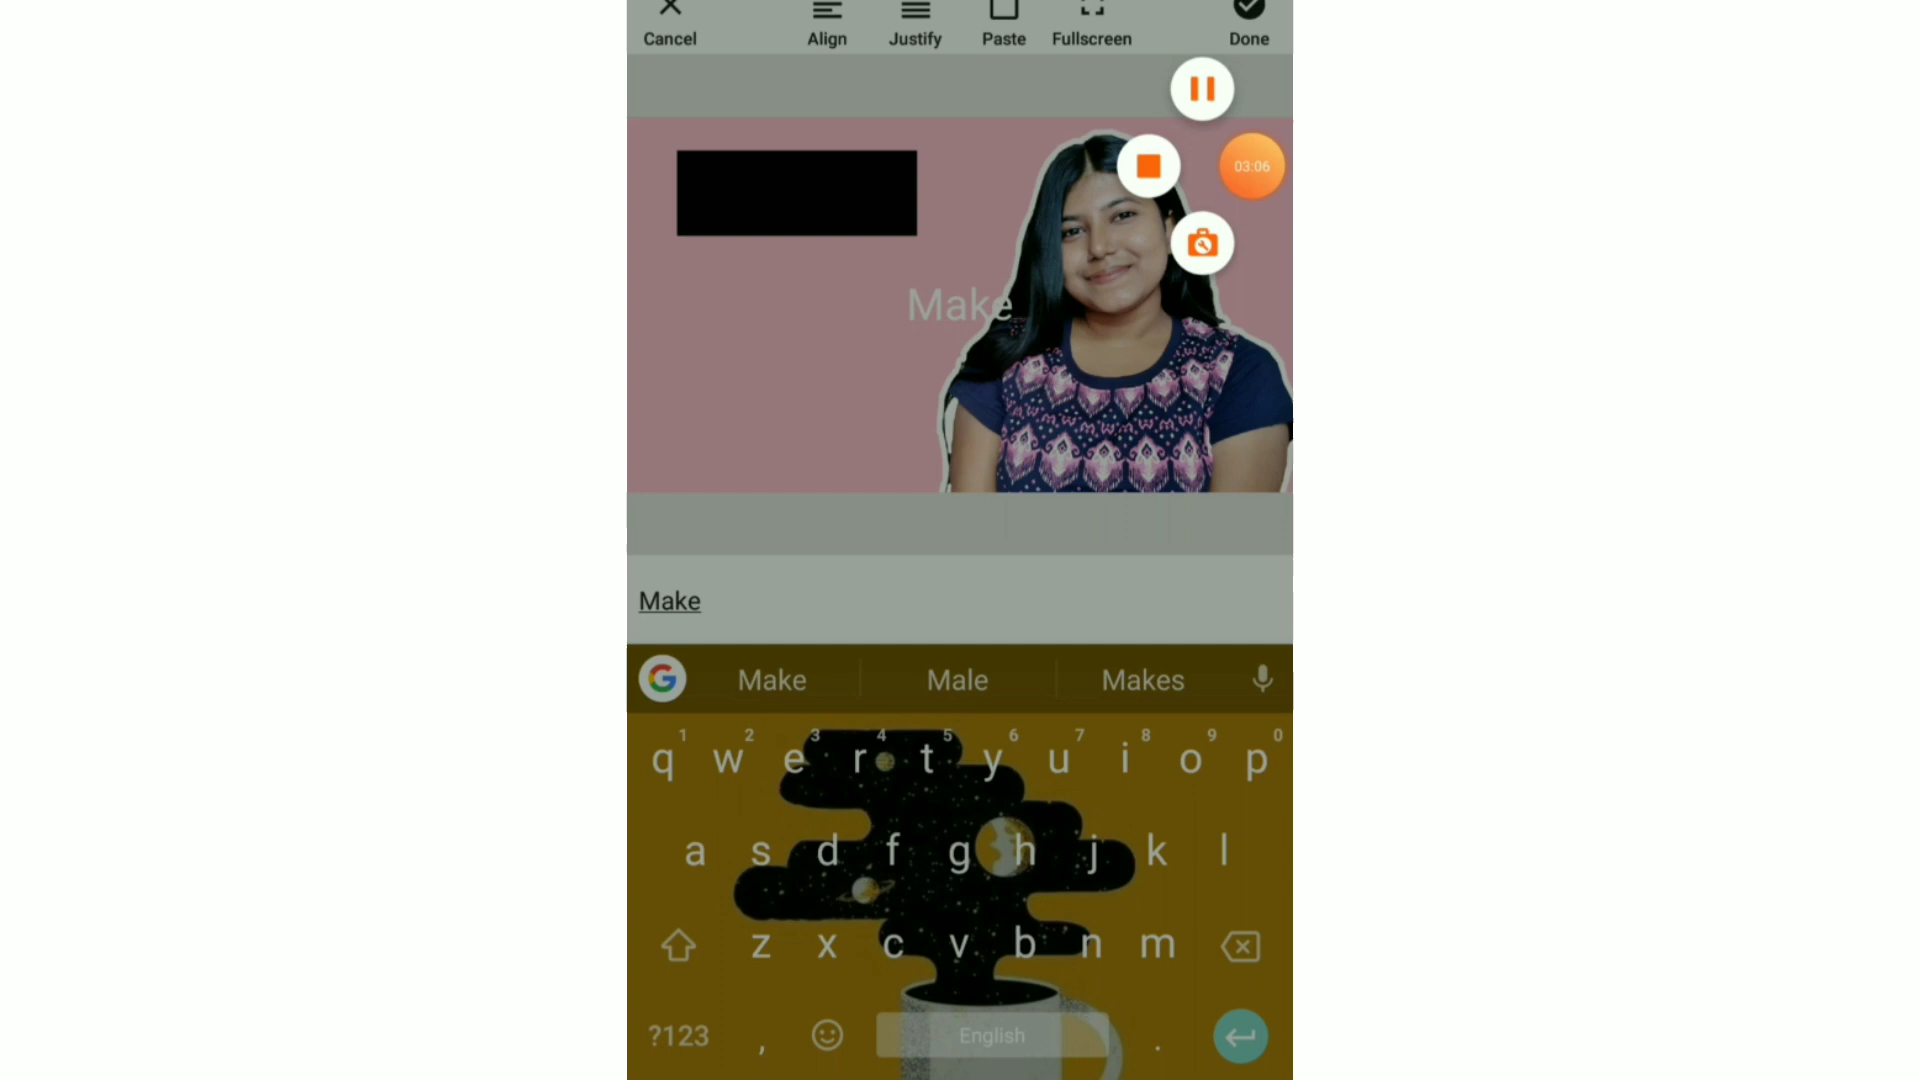 Cancel Align Justify Paste Fullscreen Done
03:06
Make
Make
Make Male Makes
1 2 3 4 5 6 7 8 9 0
q w e r t y u i o p
a s d f g h j k l
z x c v b n m
?123 , English .